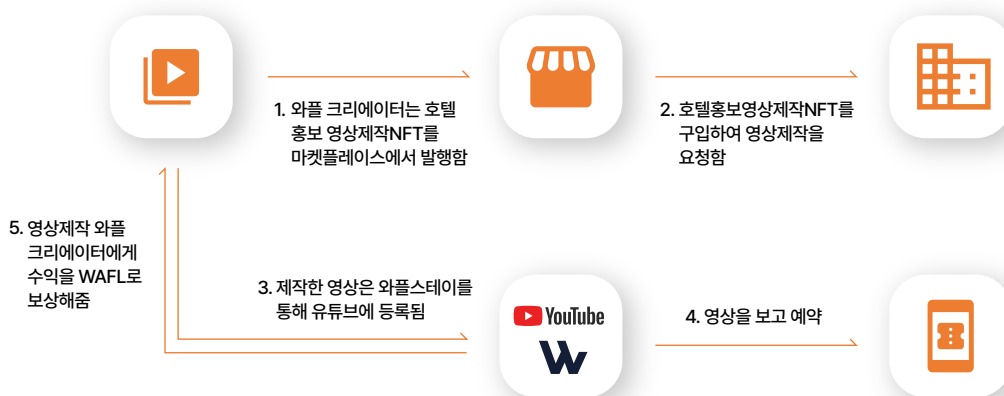 1. 와플 크리에이터는 호텔
홍보 영상제작NFT를
마켓플레이스에서 발행함
2. 호텔홍보영상제작NFT를
구입하여 영상제작을
요청함
5. 영상제작 와플
크리에이터에게
수익을 WAFL로
보상해줌
3. 제작한 영상은 와플스테이를
통해 유튜브에 등록됨
YouTube
W
4. 영상을 보고 예약